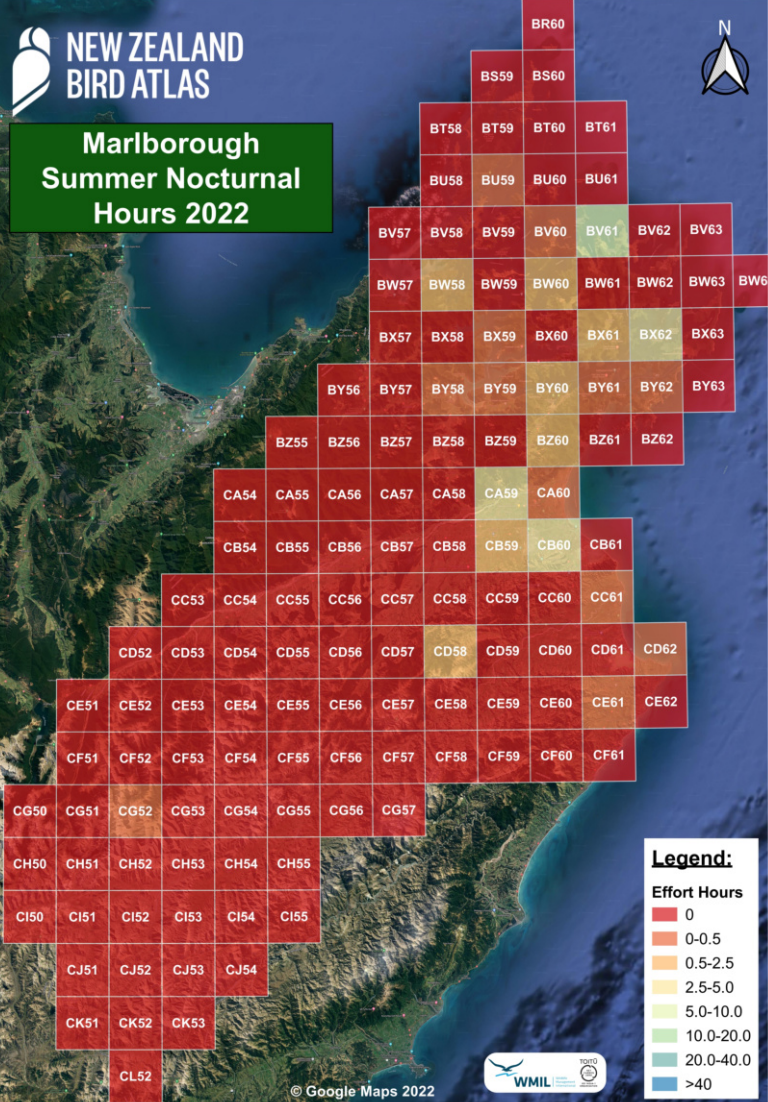 BR60
N
NEW ZEALAND
BIRD ATLAS
BS59 BS60
Marlborough
Summer Nocturnal
Hours 2022
BT58 BT59 BT60 BT61
BU58 BU59 BU60 BU61
BV57 BV58 BV59 BV60 BV61 BV62 BV63
BW57 BW58 BW59 BW60 BW61 BW62 BW63 BW6
BX57 BX58 BX59 BX60 BX61 BX62 BX63
BY56 BY57 BY58 BY59 BY60 BY61 BY62 BY63
BZ55 BZ56 BZ57 BZ58 BZ59 BZ60 BZ61 BZ62
CA54 CA55 CA56 CA57 CA58 CA59 CA60
CB54 CB55 CB56 CB57 CB58 CB59 CB60 CB61
CC53 CC54 CC55 CC56 CC57 CC58 CC59 CC60 CC61
CD52 CD53 CD54 CD55 CD56 CD57 CD58 CD59 CD60 CD61 CD62
CE51 CE52 CE53 CE54 CE55 CE56 CE57 CE58 CE59 CE60 CE61 CE62
CF51 CF52 CF53 CF54 CF55 CF56 CF57 CF58 CF59 CF60 CF61
CG50 CG51 CG52 CG53 CG54 CG55 CG56 CG57
CH50 CH51 CH52 CH53 CH54 CH55
CI50 CI51 CI52 CI53 CI54 CI55
CJ51 CJ52 CJ53 CJ54
CK51 CK52 CK53
CL52
Legend:
Effort Hours
0
0-0.5
0.5-2.5
2.5-5.0
5.0-10.0
10.0-20.0
20.0-40.0
>40
WMIL
TOITŪ
© Google Maps 2022